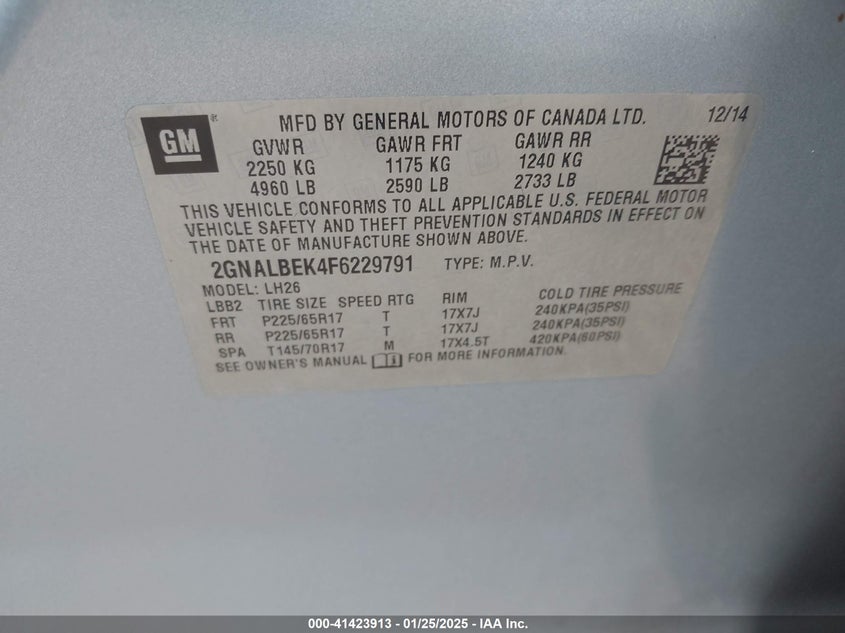 GM ®
MFD BY GENERAL MOTORS OF CANADA LTD. 12/14
GVWR GAWR FRT GAWR RR
2250 KG 1175 KG 1240 KG
4960 LB 2590 LB 2733 LB
THIS VEHICLE CONFORMS TO ALL APPLICABLE U.S. FEDERAL MOTOR
VEHICLE SAFETY AND THEFT PREVENTION STANDARDS IN EFFECT ON
THE DATE OF MANUFACTURE SHOWN ABOVE.
2GNALBEK4F6229791 TYPE: M.P.V.
MODEL: LH26
LBB2 TIRE SIZE SPEED RTG RIM COLD TIRE PRESSURE
FRT P225/65R17 T 17X7J 240KPA(35PSI)
RR P225/65R17 T 17X7J 240KPA(35PSI)
SPA T145/70R17 M 17X4.5T 420KPA(60PSI)
SEE OWNER'S MANUAL FOR MORE INFORMATION.
000-41423913 - 01/25/2025 - IAA Inc.